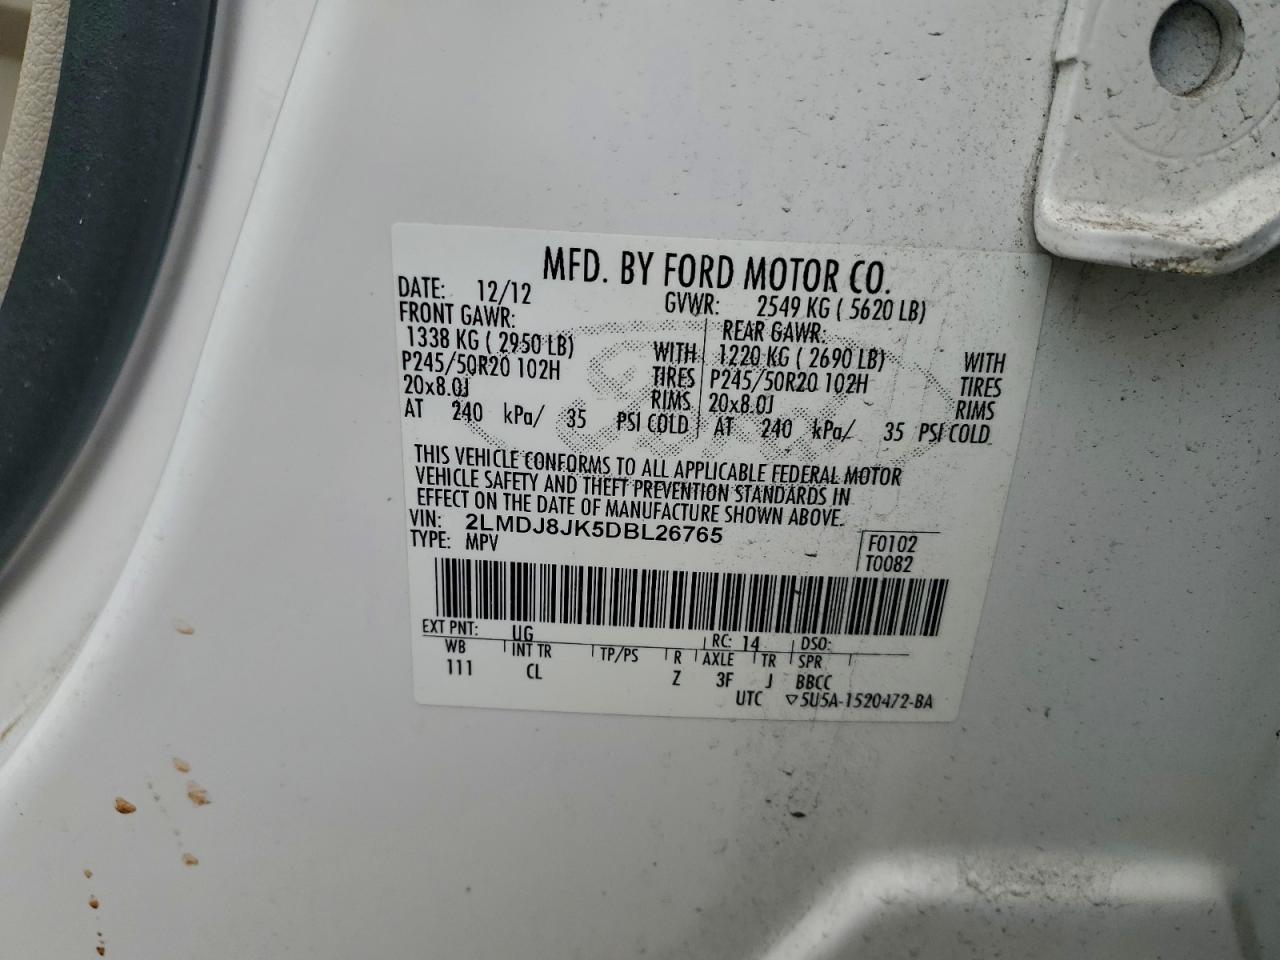 MFD. BY FORD MOTOR CO.
DATE: 12/12 GVWR: 2549 KG ( 5620 LB)
FRONT GAWR: REAR GAWR:
1338 KG ( 2950 LB) WITH 1220 KG ( 2690 LB) WITH
P245/50R20 102H TIRES P245/50R20 102H TIRES
20x8.0J RIMS 20x8.0J RIMS
AT 240 kPa/ 35 PSI COLD AT 240 kPa/ 35 PSI COLD
THIS VEHICLE CONFORMS TO ALL APPLICABLE FEDERAL MOTOR
VEHICLE SAFETY AND THEFT PREVENTION STANDARDS IN
EFFECT ON THE DATE OF MANUFACTURE SHOWN ABOVE.
VIN: 2LMDJ8JK5DBL26765 F0102
TYPE: MPV T0082
EXT PNT: UG RC: 14 DSO:
WB INT TR TP/PS R AXLE TR SPR
111 CL Z 3F J BBCC
UTC ▽5U5A-1520472-BA